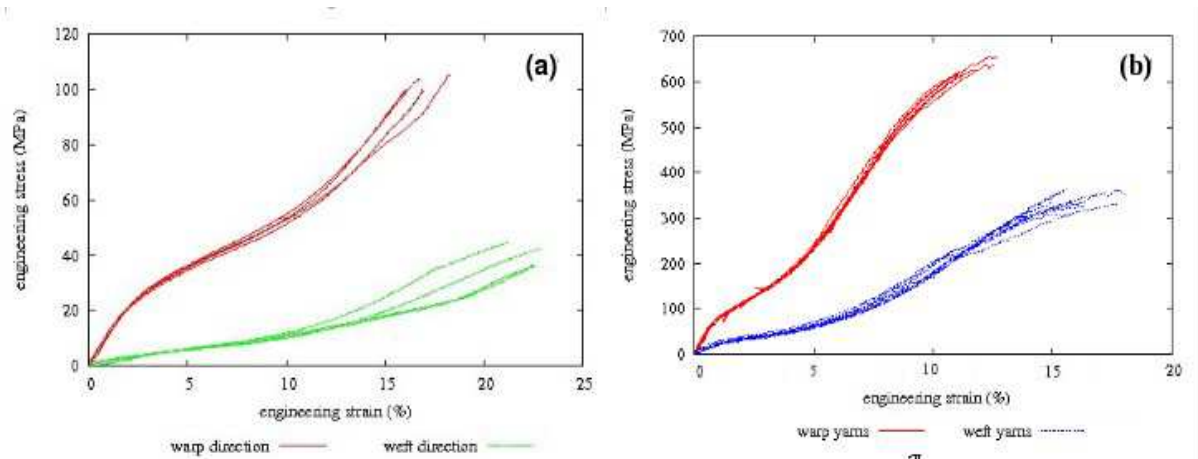 120
100
80
60
40
20
0
0 5 10 15 20 25
engineering stress (MPa)
engineering strain (%)
(a)
warp direction
weft direction
700
600
500
400
300
200
100
0
0 5 10 15 20
engineering stress (MPa)
engineering strain (%)
(b)
warp yarns
weft yarns